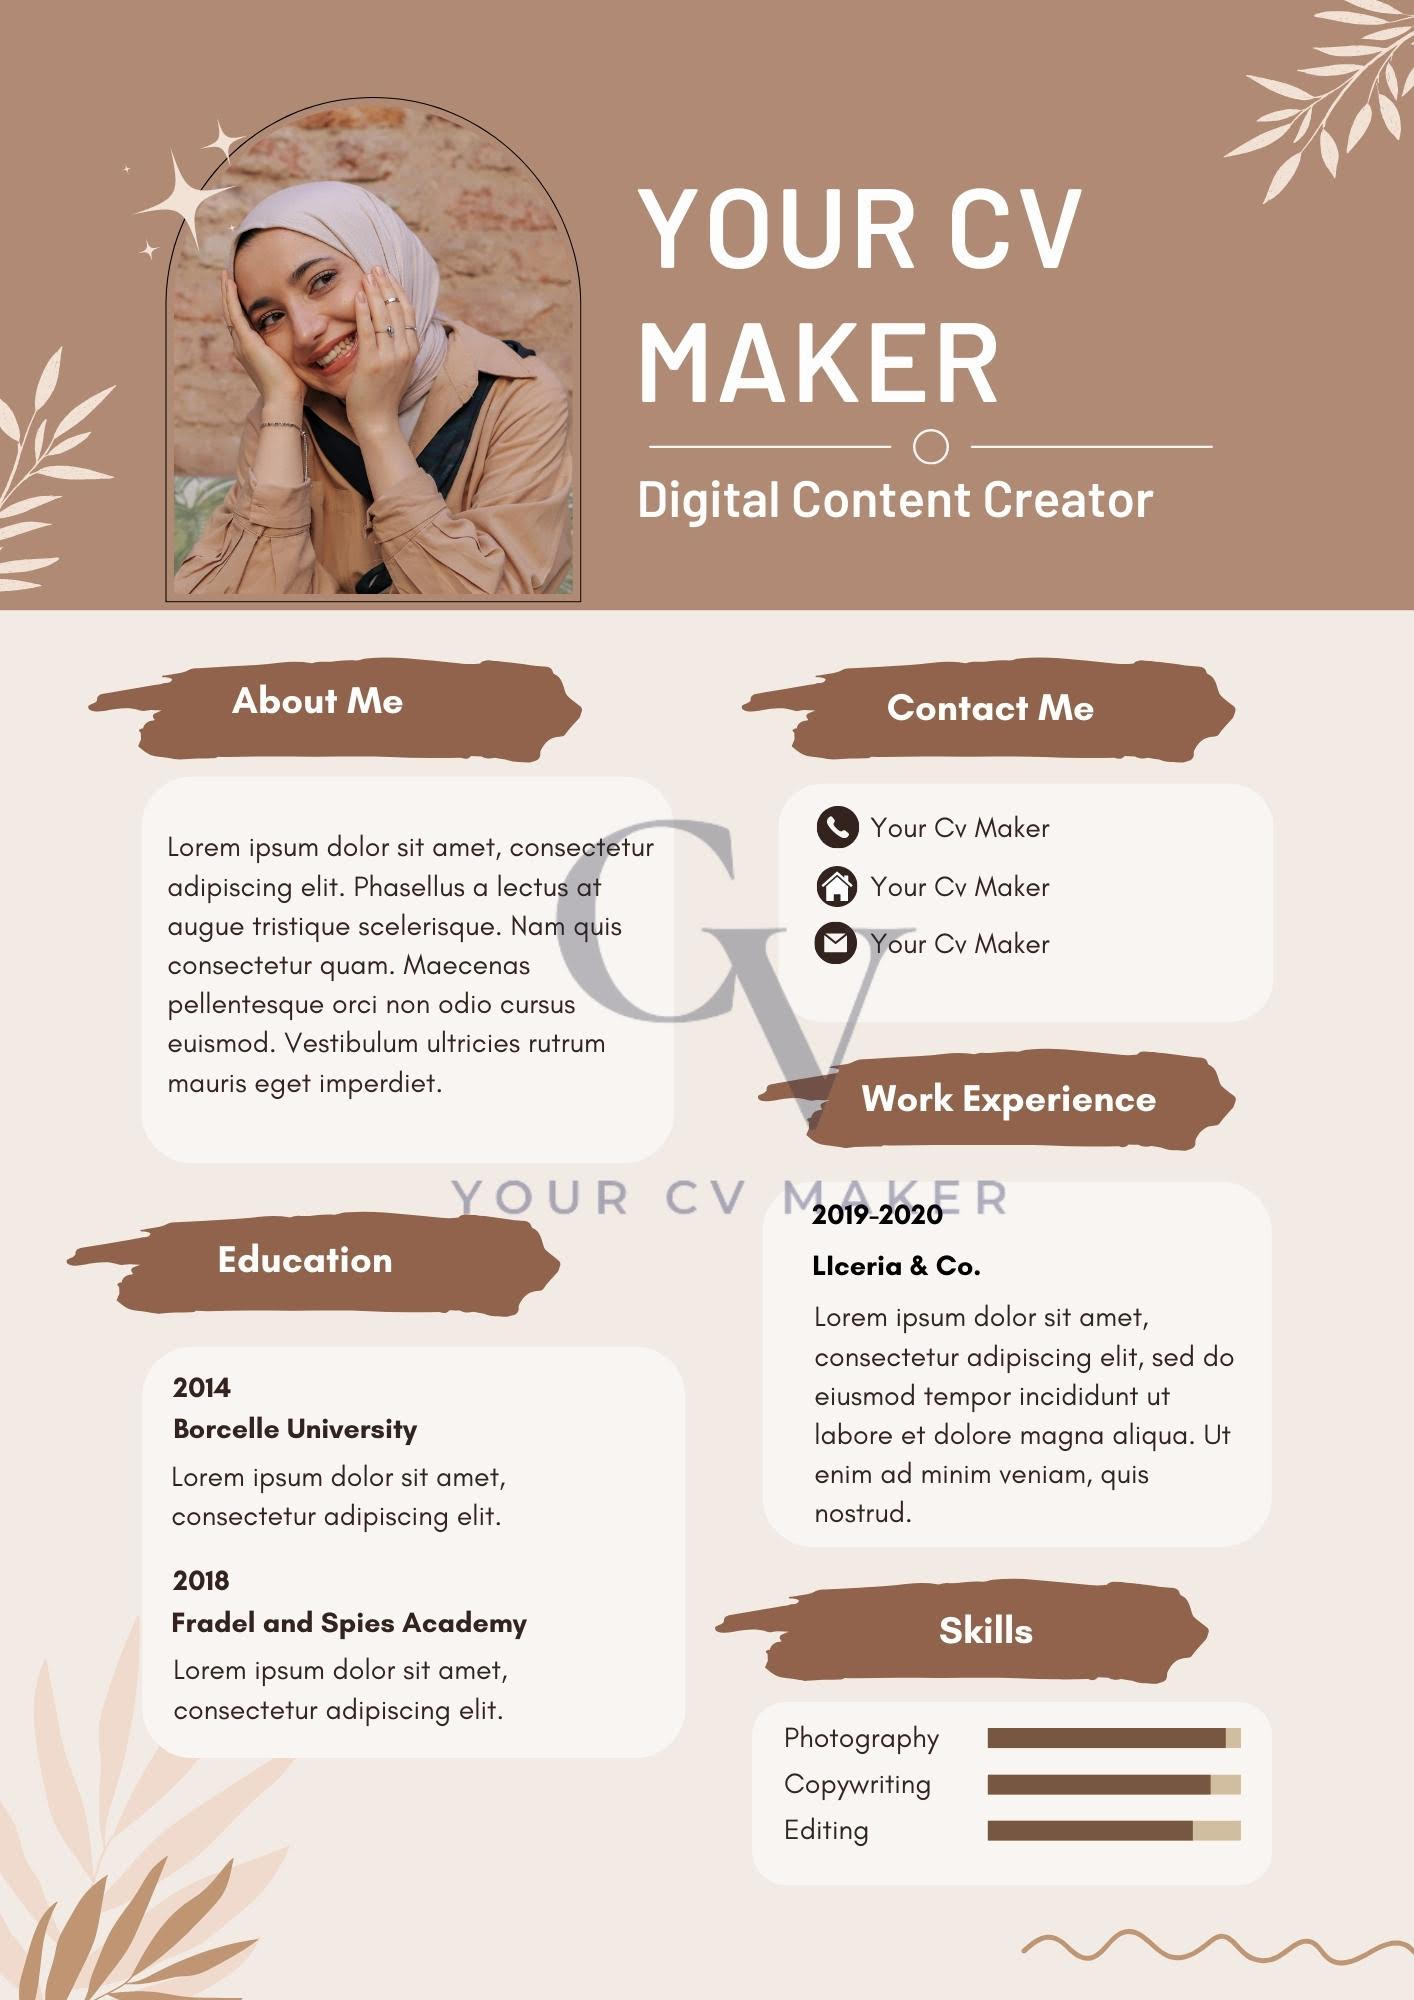 YOUR CV
MAKER
Digital Content Creator
About Me
Lorem ipsum dolor sit amet, consectetur
adipiscing elit. Phasellus a lectus at
augue tristique scelerisque. Nam quis
consectetur quam. Maecenas
pellentesque orci non odio cursus
euismod. Vestibulum ultricies rutrum
mauris eget imperdiet.
Education
2014
Borcelle University
Lorem ipsum dolor sit amet,
consectetur adipiscing elit.
2018
Fradel and Spies Academy
Lorem ipsum dolor sit amet,
consectetur adipiscing elit.
Contact Me
Your Cv Maker
Your Cv Maker
Your Cv Maker
Work Experience
2019-2020
LIceria & Co.
Lorem ipsum dolor sit amet,
consectetur adipiscing elit, sed do
eiusmod tempor incididunt ut
labore et dolore magna aliqua. Ut
enim ad minim veniam, quis
nostrud.
Skills
Photography
Copywriting
Editing
CV
YOUR CV MAKER